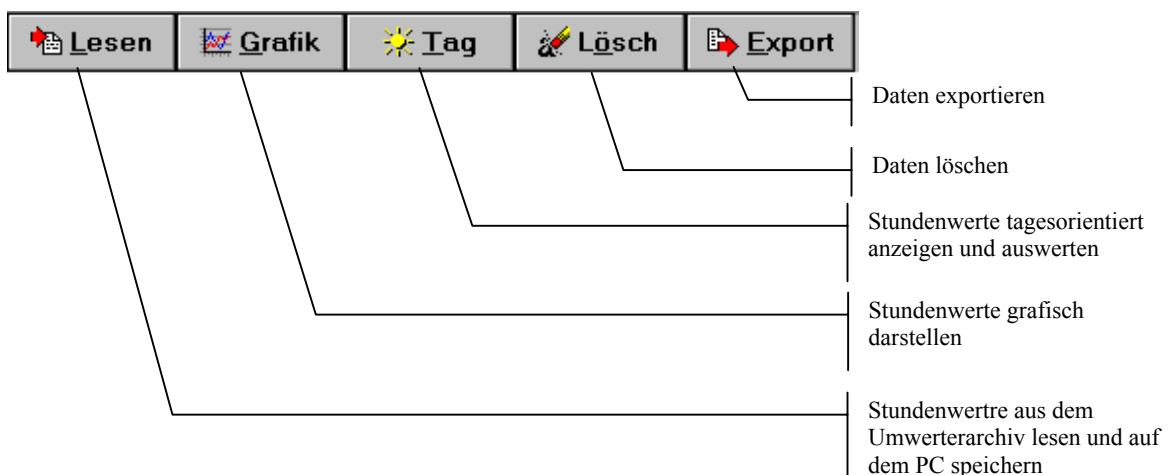 Lesen Grafik Tag Lösch Export
Daten exportieren
Daten löschen
Stundenwerte tagesorientiert
anzeigen und auswerten
Stundenwerte grafisch
darstellen
Stundenwertre aus dem
Umwerterarchiv lesen und auf
dem PC speichern